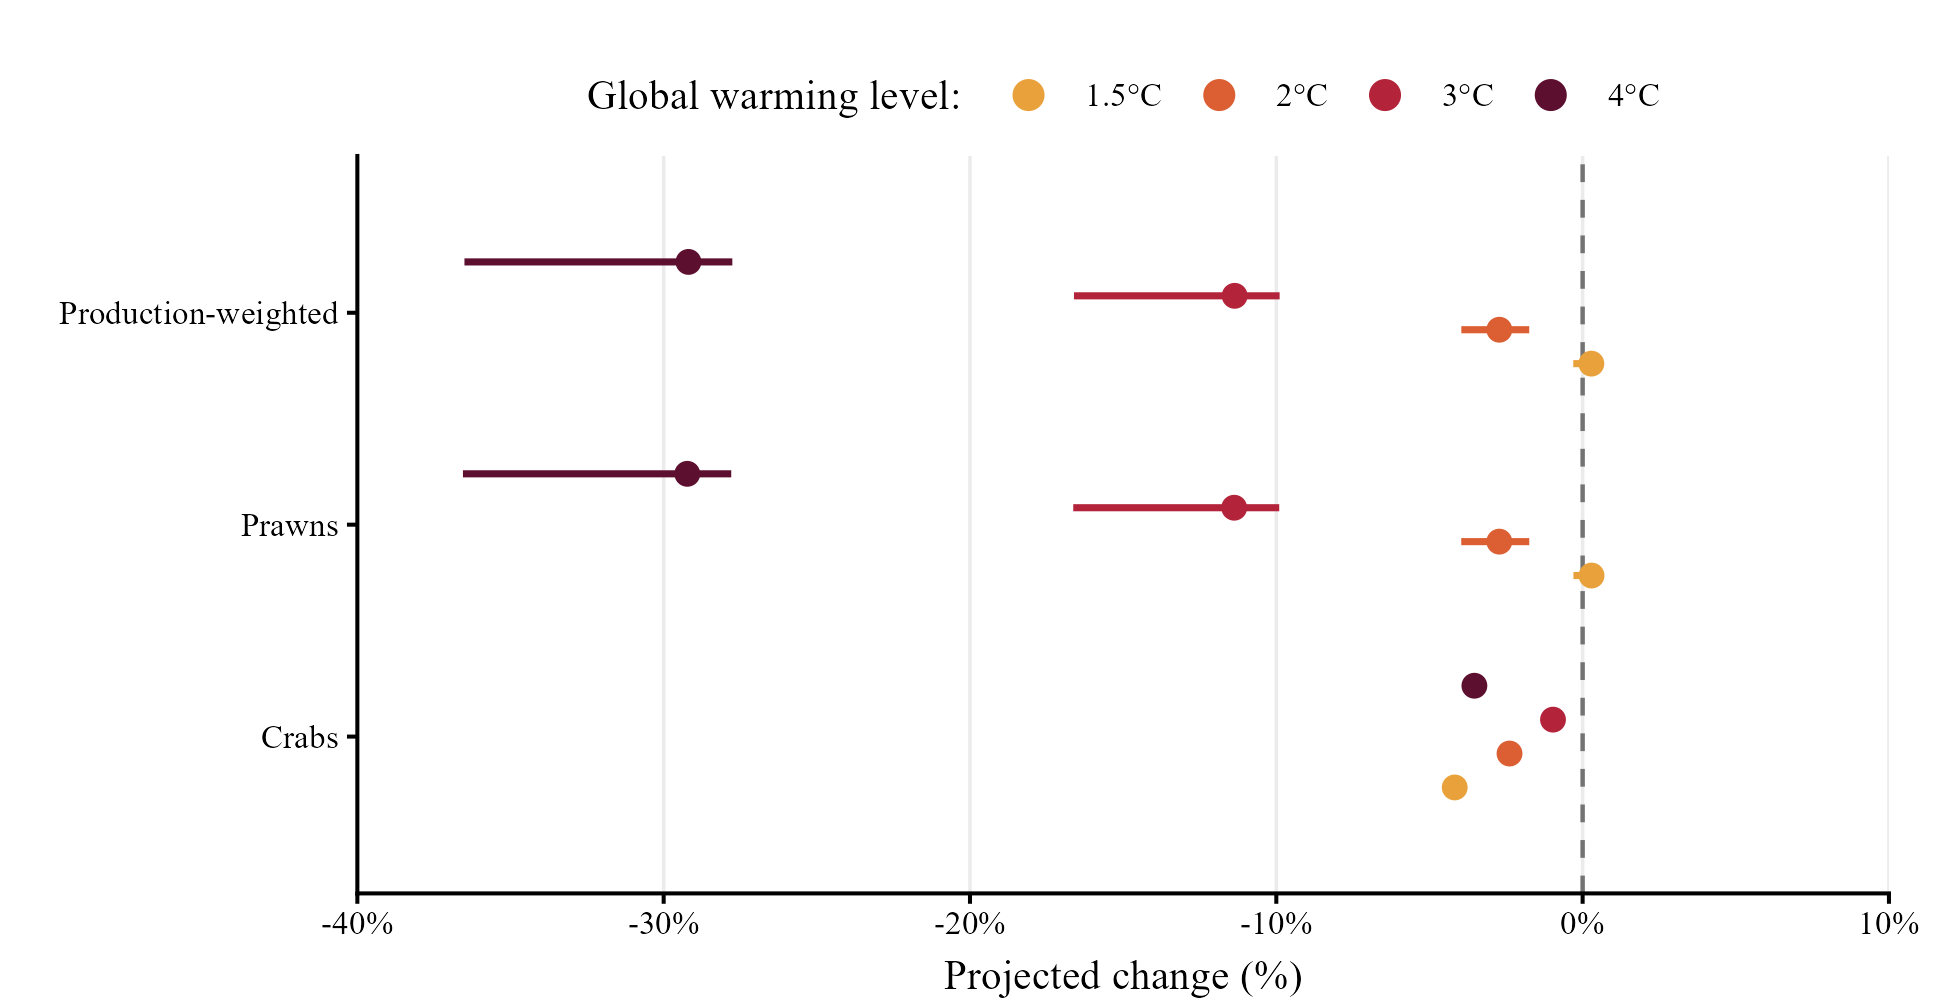 Global warming level: 1.5°C 2°C 3°C 4°C
Production-weighted
Prawns
Crabs
-40% -30% -20% -10% 0% 10%
Projected change (%)